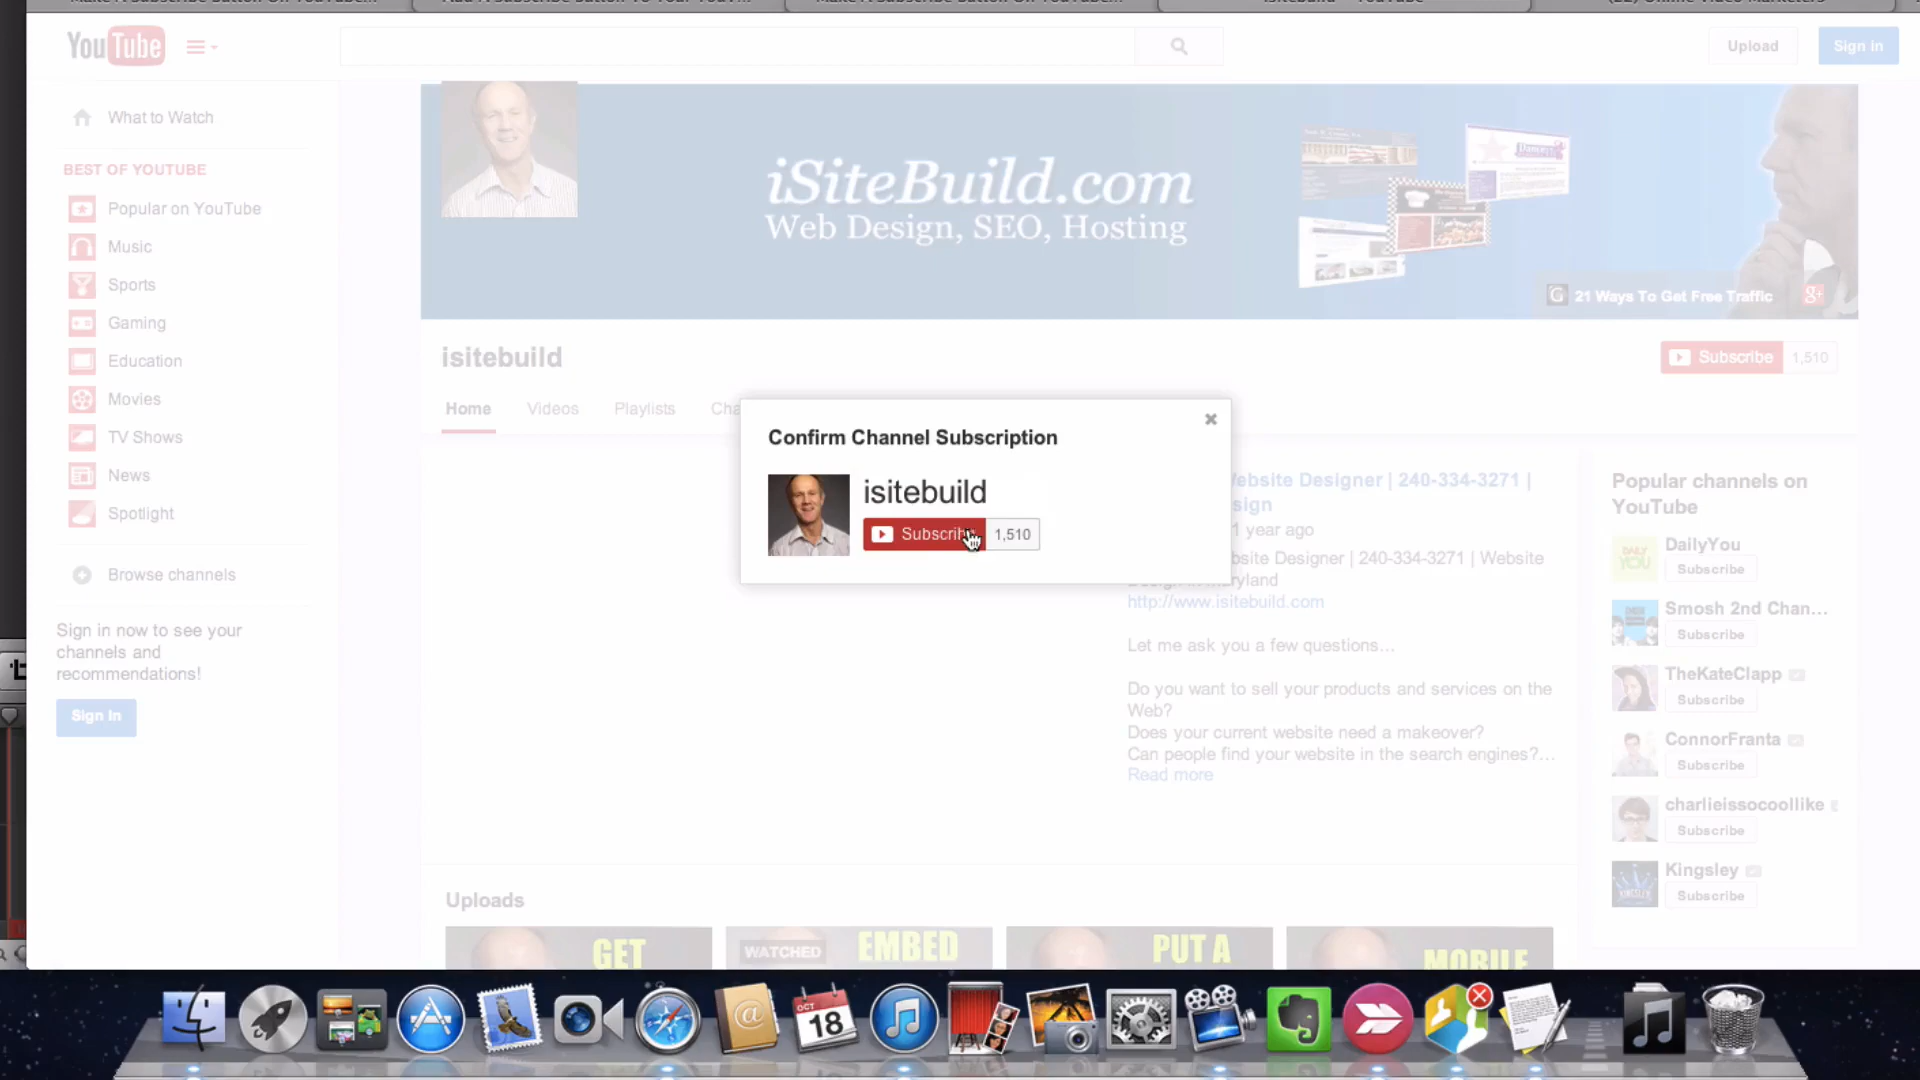 YouTube
Upload
Sign in
What to Watch
BEST OF YOUTUBE
Popular on YouTube
Music
Sports
Gaming
Education
Movies
TV Shows
News
Spotlight
Browse channels
Sign in now to see your
channels and
recommendations!
Sign In
iSiteBuild.com
Web Design, SEO, Hosting
21 Ways To Get Free Traffic
g+
isitebuild
Subscribe 1,510
Home Videos Playlists
Confirm Channel Subscription
isitebuild
Subscribe 1,510
Website Designer | 240-334-3271 |
1 year ago
Website Designer | 240-334-3271 | Website
Design in Maryland
http://www.isitebuild.com
Let me ask you a few questions...
Do you want to sell your products and services on the
Web?
Does your current website need a makeover?
Can people find your website in the search engines?...
Read more
Popular channels on
YouTube
DailyYou
Subscribe
Smosh 2nd Chan...
Subscribe
TheKateClapp
Subscribe
ConnorFranta
Subscribe
charlieissocoollike
Subscribe
Kingsley
Subscribe
Uploads
GET
WATCHED
EMBED
PUT A
MOBILE
OCT
18